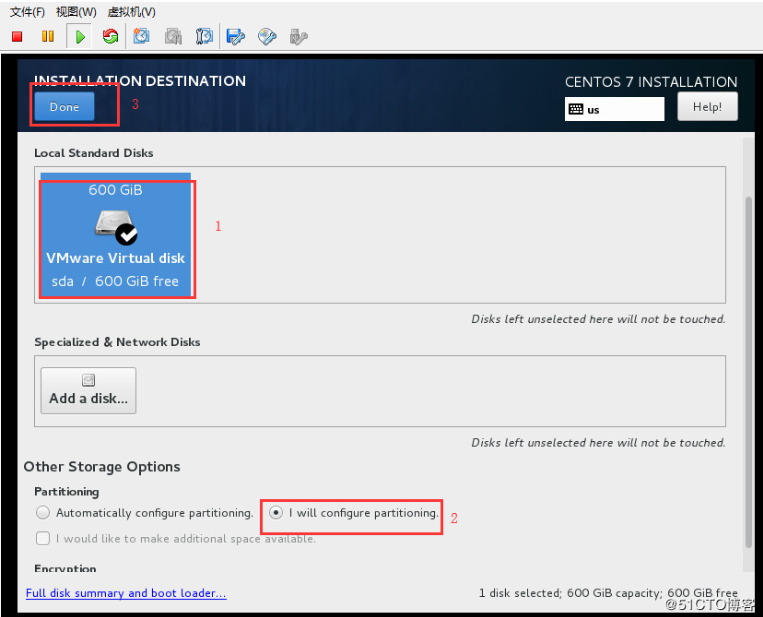 文件(F) 视图(W) 虚拟机(V)
INSTALLATION DESTINATION
CENTOS 7 INSTALLATION
Done
3
us
Help!
Local Standard Disks
600 GiB
1
VMware Virtual disk
sda / 600 GiB free
Disks left unselected here will not be touched.
Specialized & Network Disks
Add a disk...
Disks left unselected here will not be touched.
Other Storage Options
Partitioning
Automatically configure partitioning. I will configure partitioning. 2
I would like to make additional space available.
Encryption
Full disk summary and boot loader... 1 disk selected; 600 GiB capacity; 600 GiB free
@51CTO博客